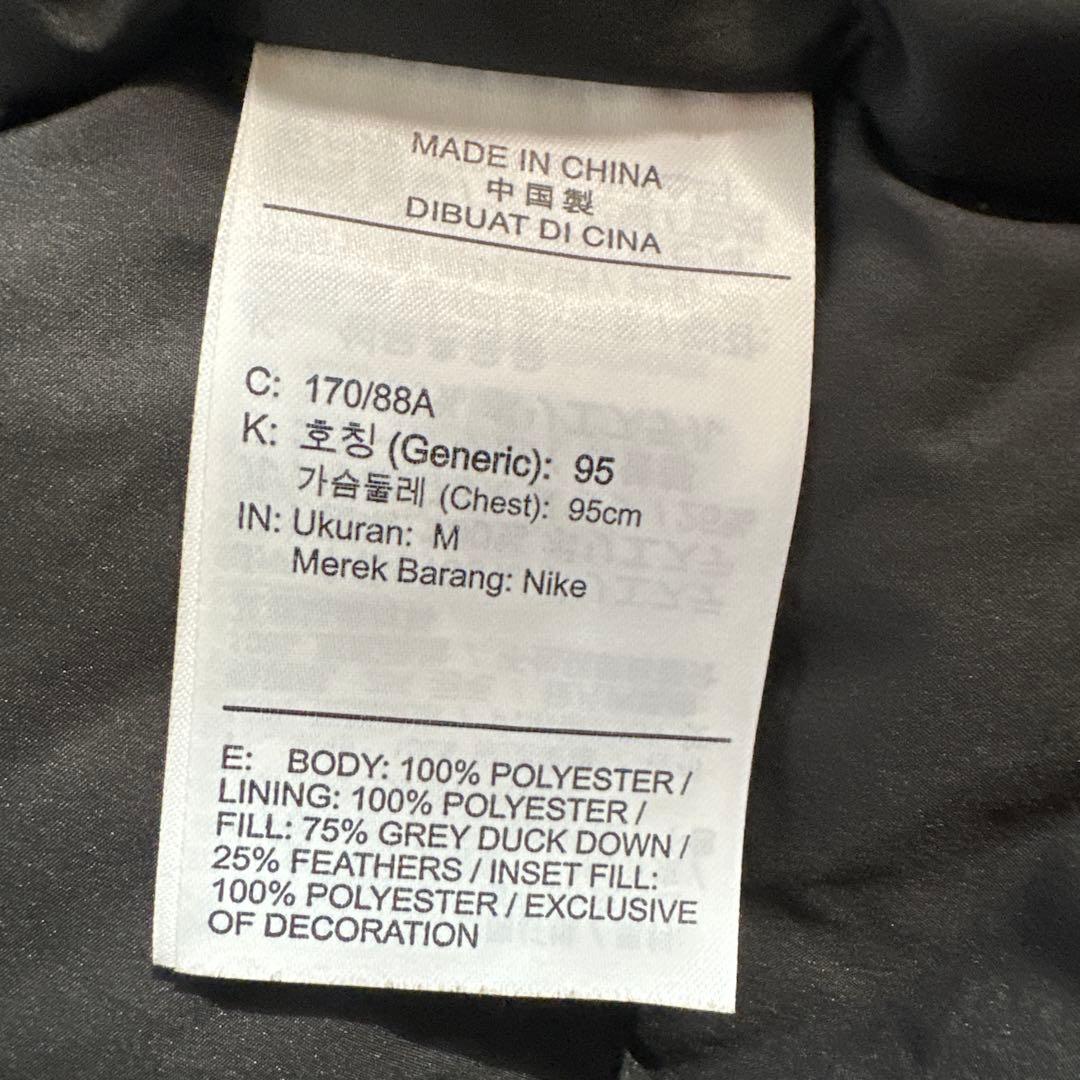 MADE IN CHINA
中国製
DIBUAT DI CINA
C: 170/88A
K: 호칭 (Generic): 95
가슴둘레 (Chest): 95cm
IN: Ukuran: M
Merek Barang: Nike
E: BODY: 100% POLYESTER /
LINING: 100% POLYESTER /
FILL: 75% GREY DUCK DOWN /
25% FEATHERS / INSET FILL:
100% POLYESTER / EXCLUSIVE
OF DECORATION